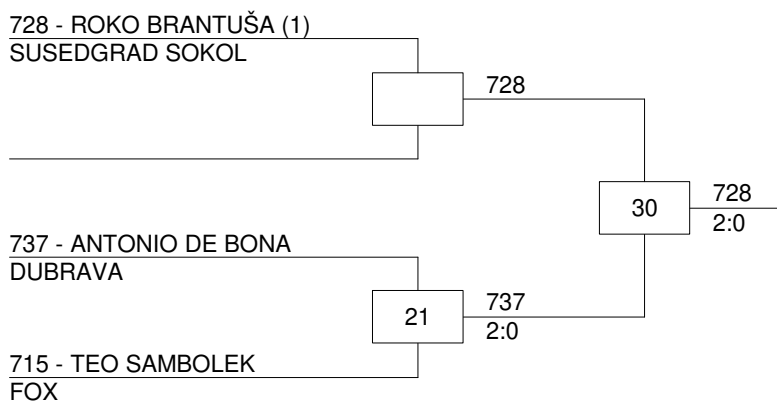 728 - ROKO BRANTUŠA (1)
SUSEDGRAD SOKOL
728
30
728
2:0
737 - ANTONIO DE BONA
DUBRAVA
21
737
2:0
715 - TEO SAMBOLEK
FOX